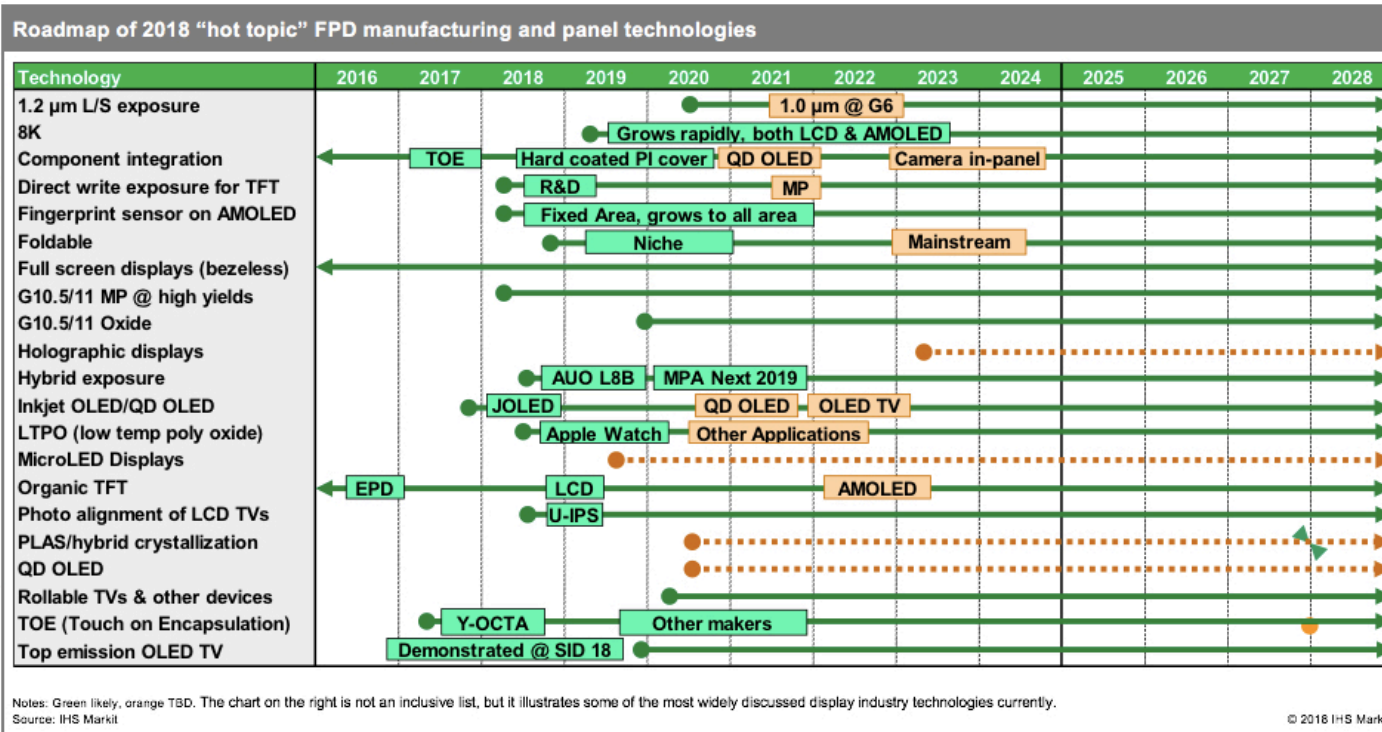 Roadmap of 2018 “hot topic” FPD manufacturing and panel technologies
Technology 2016 2017 2018 2019 2020 2021 2022 2023 2024 2025 2026 2027 2028
1.2 µm L/S exposure 1.0 µm @ G6
8K Grows rapidly, both LCD & AMOLED
Component integration TOE Hard coated PI cover QD OLED Camera in-panel
Direct write exposure for TFT R&D MP
Fingerprint sensor on AMOLED Fixed Area, grows to all area
Foldable Niche Mainstream
Full screen displays (bezeless)
G10.5/11 MP @ high yields
G10.5/11 Oxide
Holographic displays
Hybrid exposure AUO L8B MPA Next 2019
Inkjet OLED/QD OLED JOLED QD OLED OLED TV
LTPO (low temp poly oxide) Apple Watch Other Applications
MicroLED Displays
Organic TFT EPD LCD AMOLED
Photo alignment of LCD TVs U-IPS
PLAS/hybrid crystallization
QD OLED
Rollable TVs & other devices
TOE (Touch on Encapsulation) Y-OCTA Other makers
Top emission OLED TV Demonstrated @ SID 18
Notes: Green likely, orange TBD. The chart on the right is not an inclusive list, but it illustrates some of the most widely discussed display industry technologies currently.
Source: IHS Markit
© 2018 IHS Mark